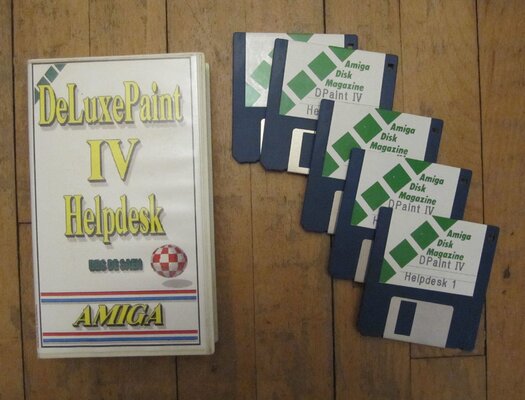 DeLuxePaint
IV
Helpdesk
AMIGA
Amiga
Disk
Magazine
DPaint IV
He
Amiga
Disk
Magazine
Amiga
Disk
Magazine
DPaint IV
H
Amiga
Disk
Magazine
DPaint IV
Helpdesk 1